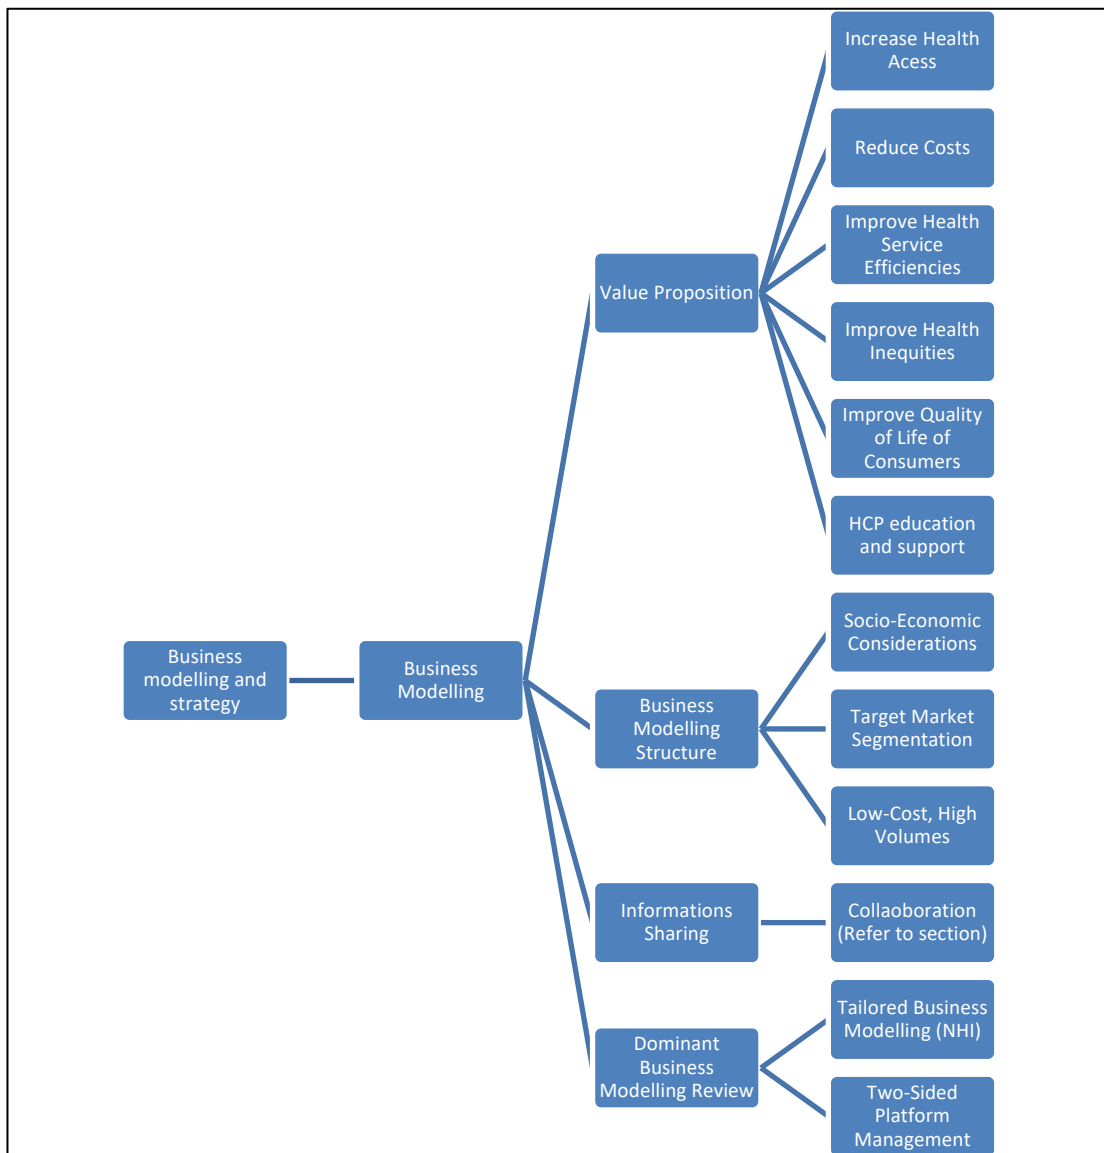 Business
modelling and
strategy
Business
Modelling
Value Proposition
Increase Health
Acess
Reduce Costs
Improve Health
Service
Efficiencies
Improve Health
Inequities
Improve Quality
of Life of
Consumers
HCP education
and support
Business
Modelling
Structure
Socio-Economic
Considerations
Target Market
Segmentation
Low-Cost, High
Volumes
Informations
Sharing
Collaoboration
(Refer to section)
Dominant
Business
Modelling Review
Tailored Business
Modelling (NHI)
Two-Sided
Platform
Management